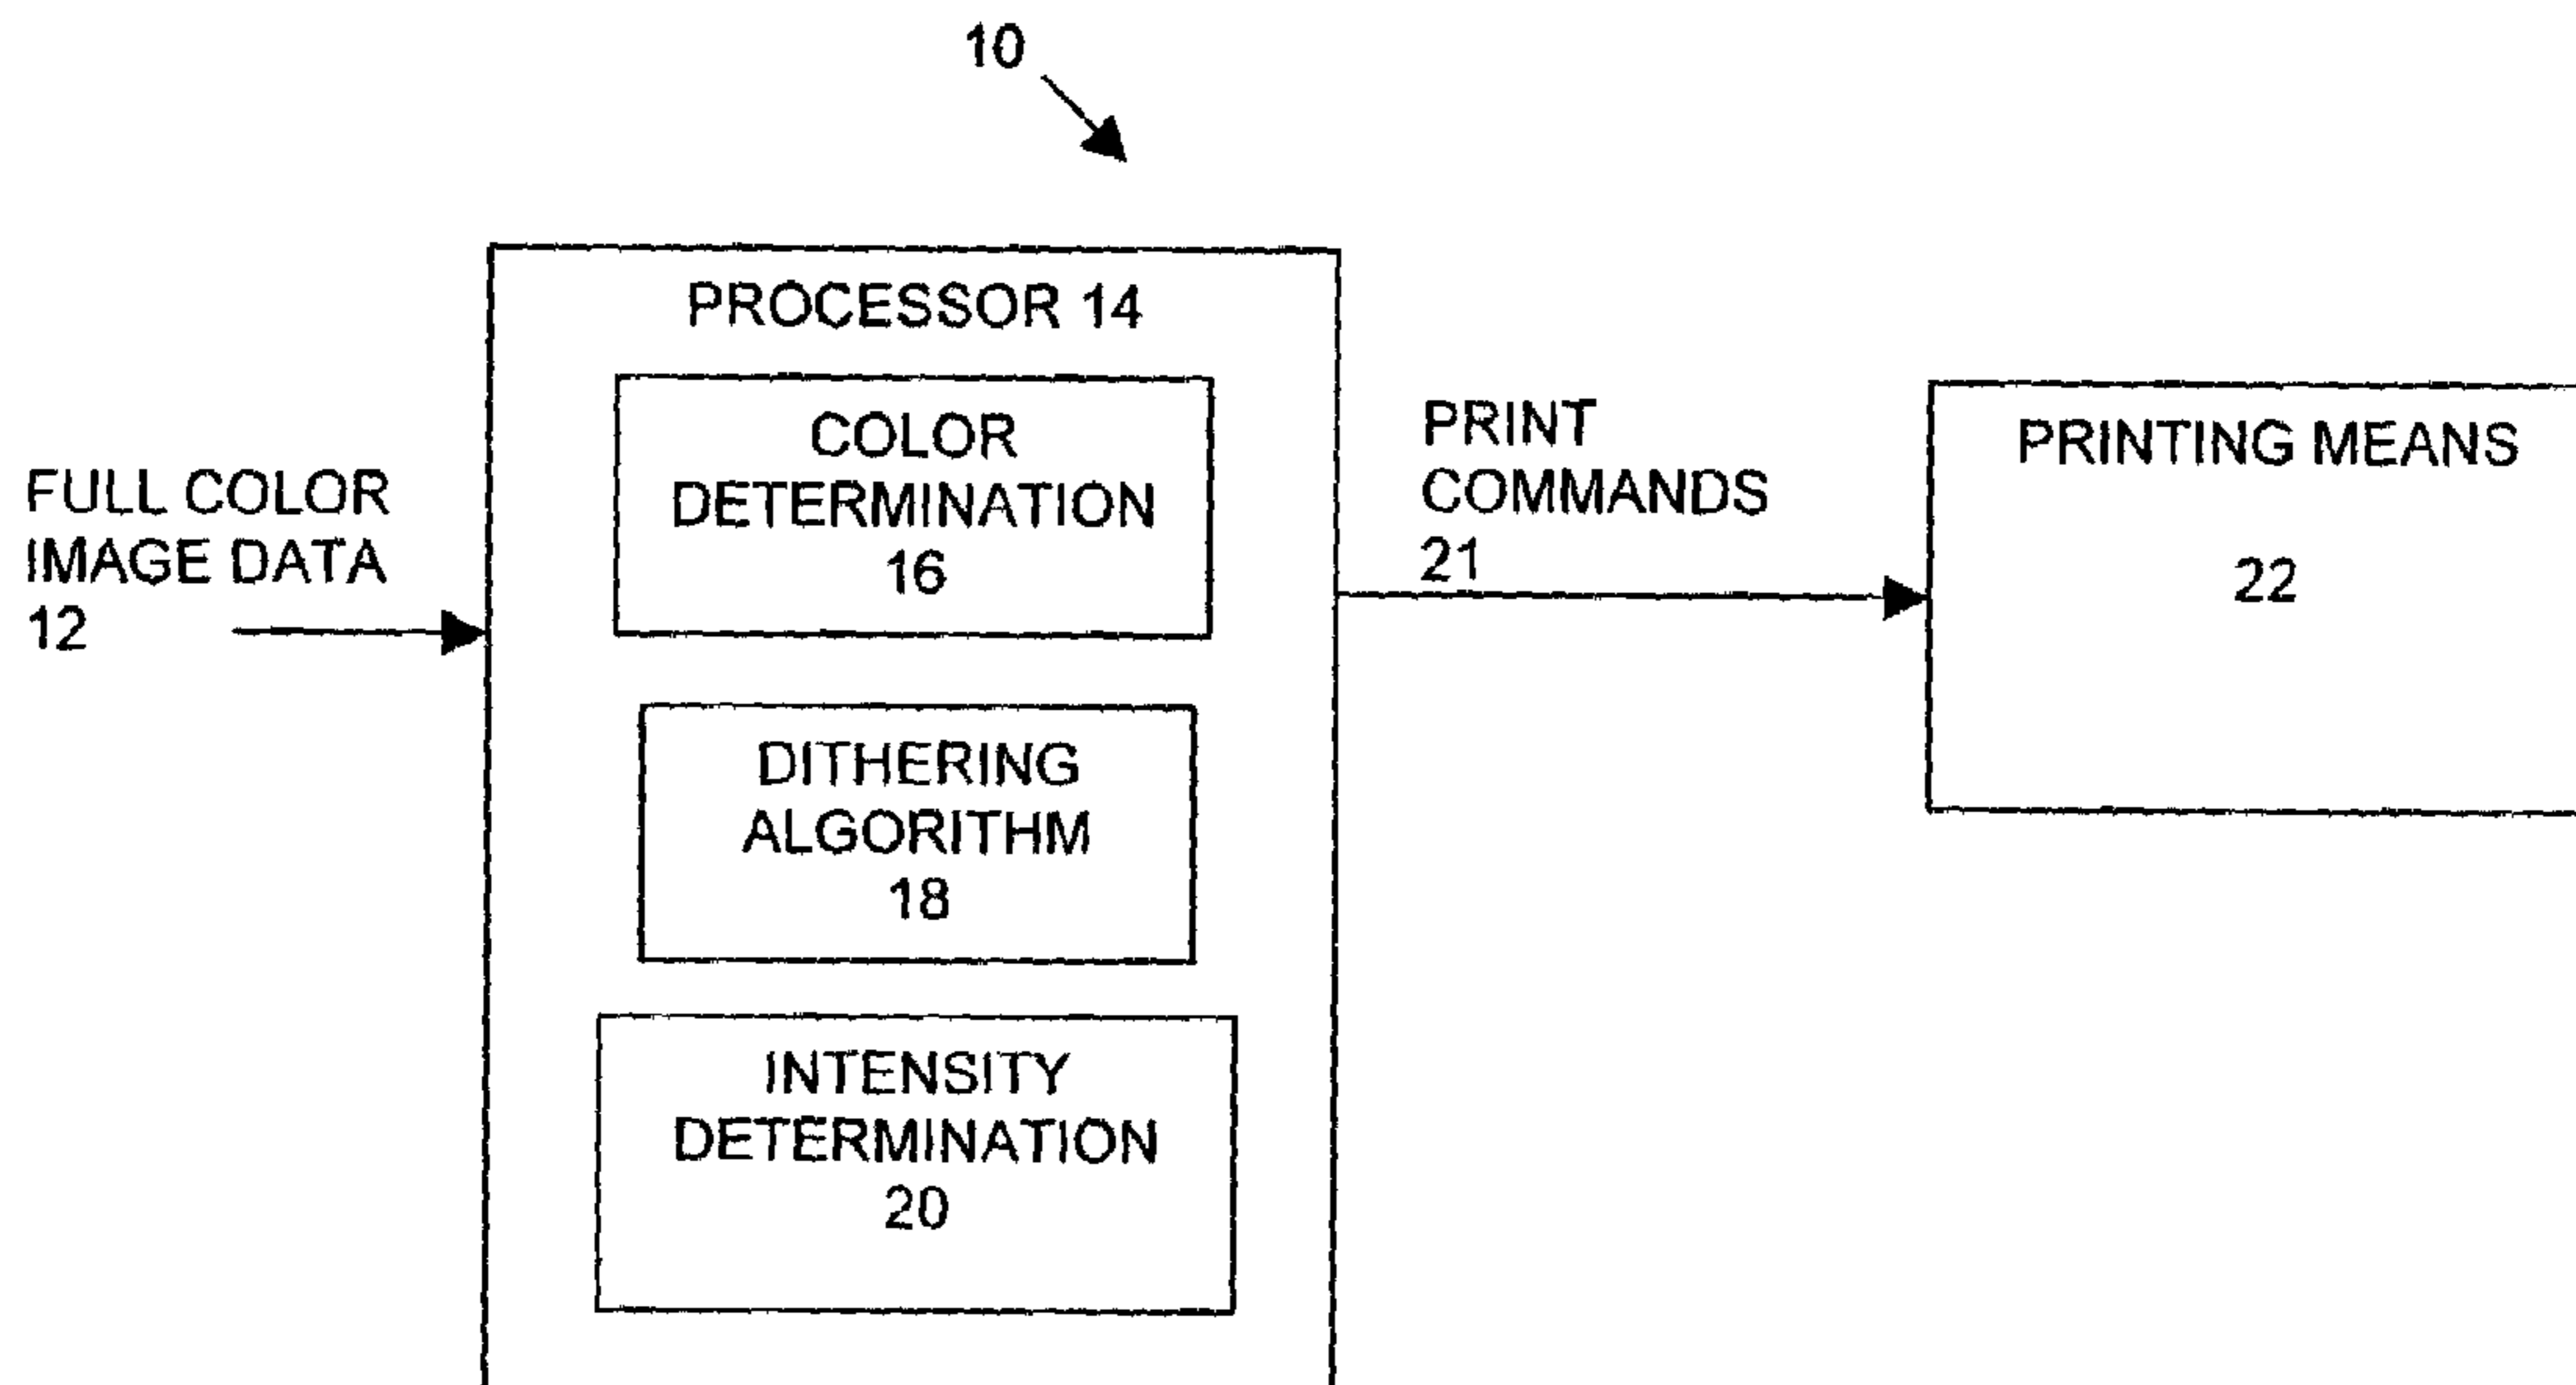 10
FULL COLOR
IMAGE DATA
12
PROCESSOR 14
COLOR
DETERMINATION
16
DITHERING
ALGORITHM
18
INTENSITY
DETERMINATION
20
PRINT
COMMANDS
21
PRINTING MEANS
22